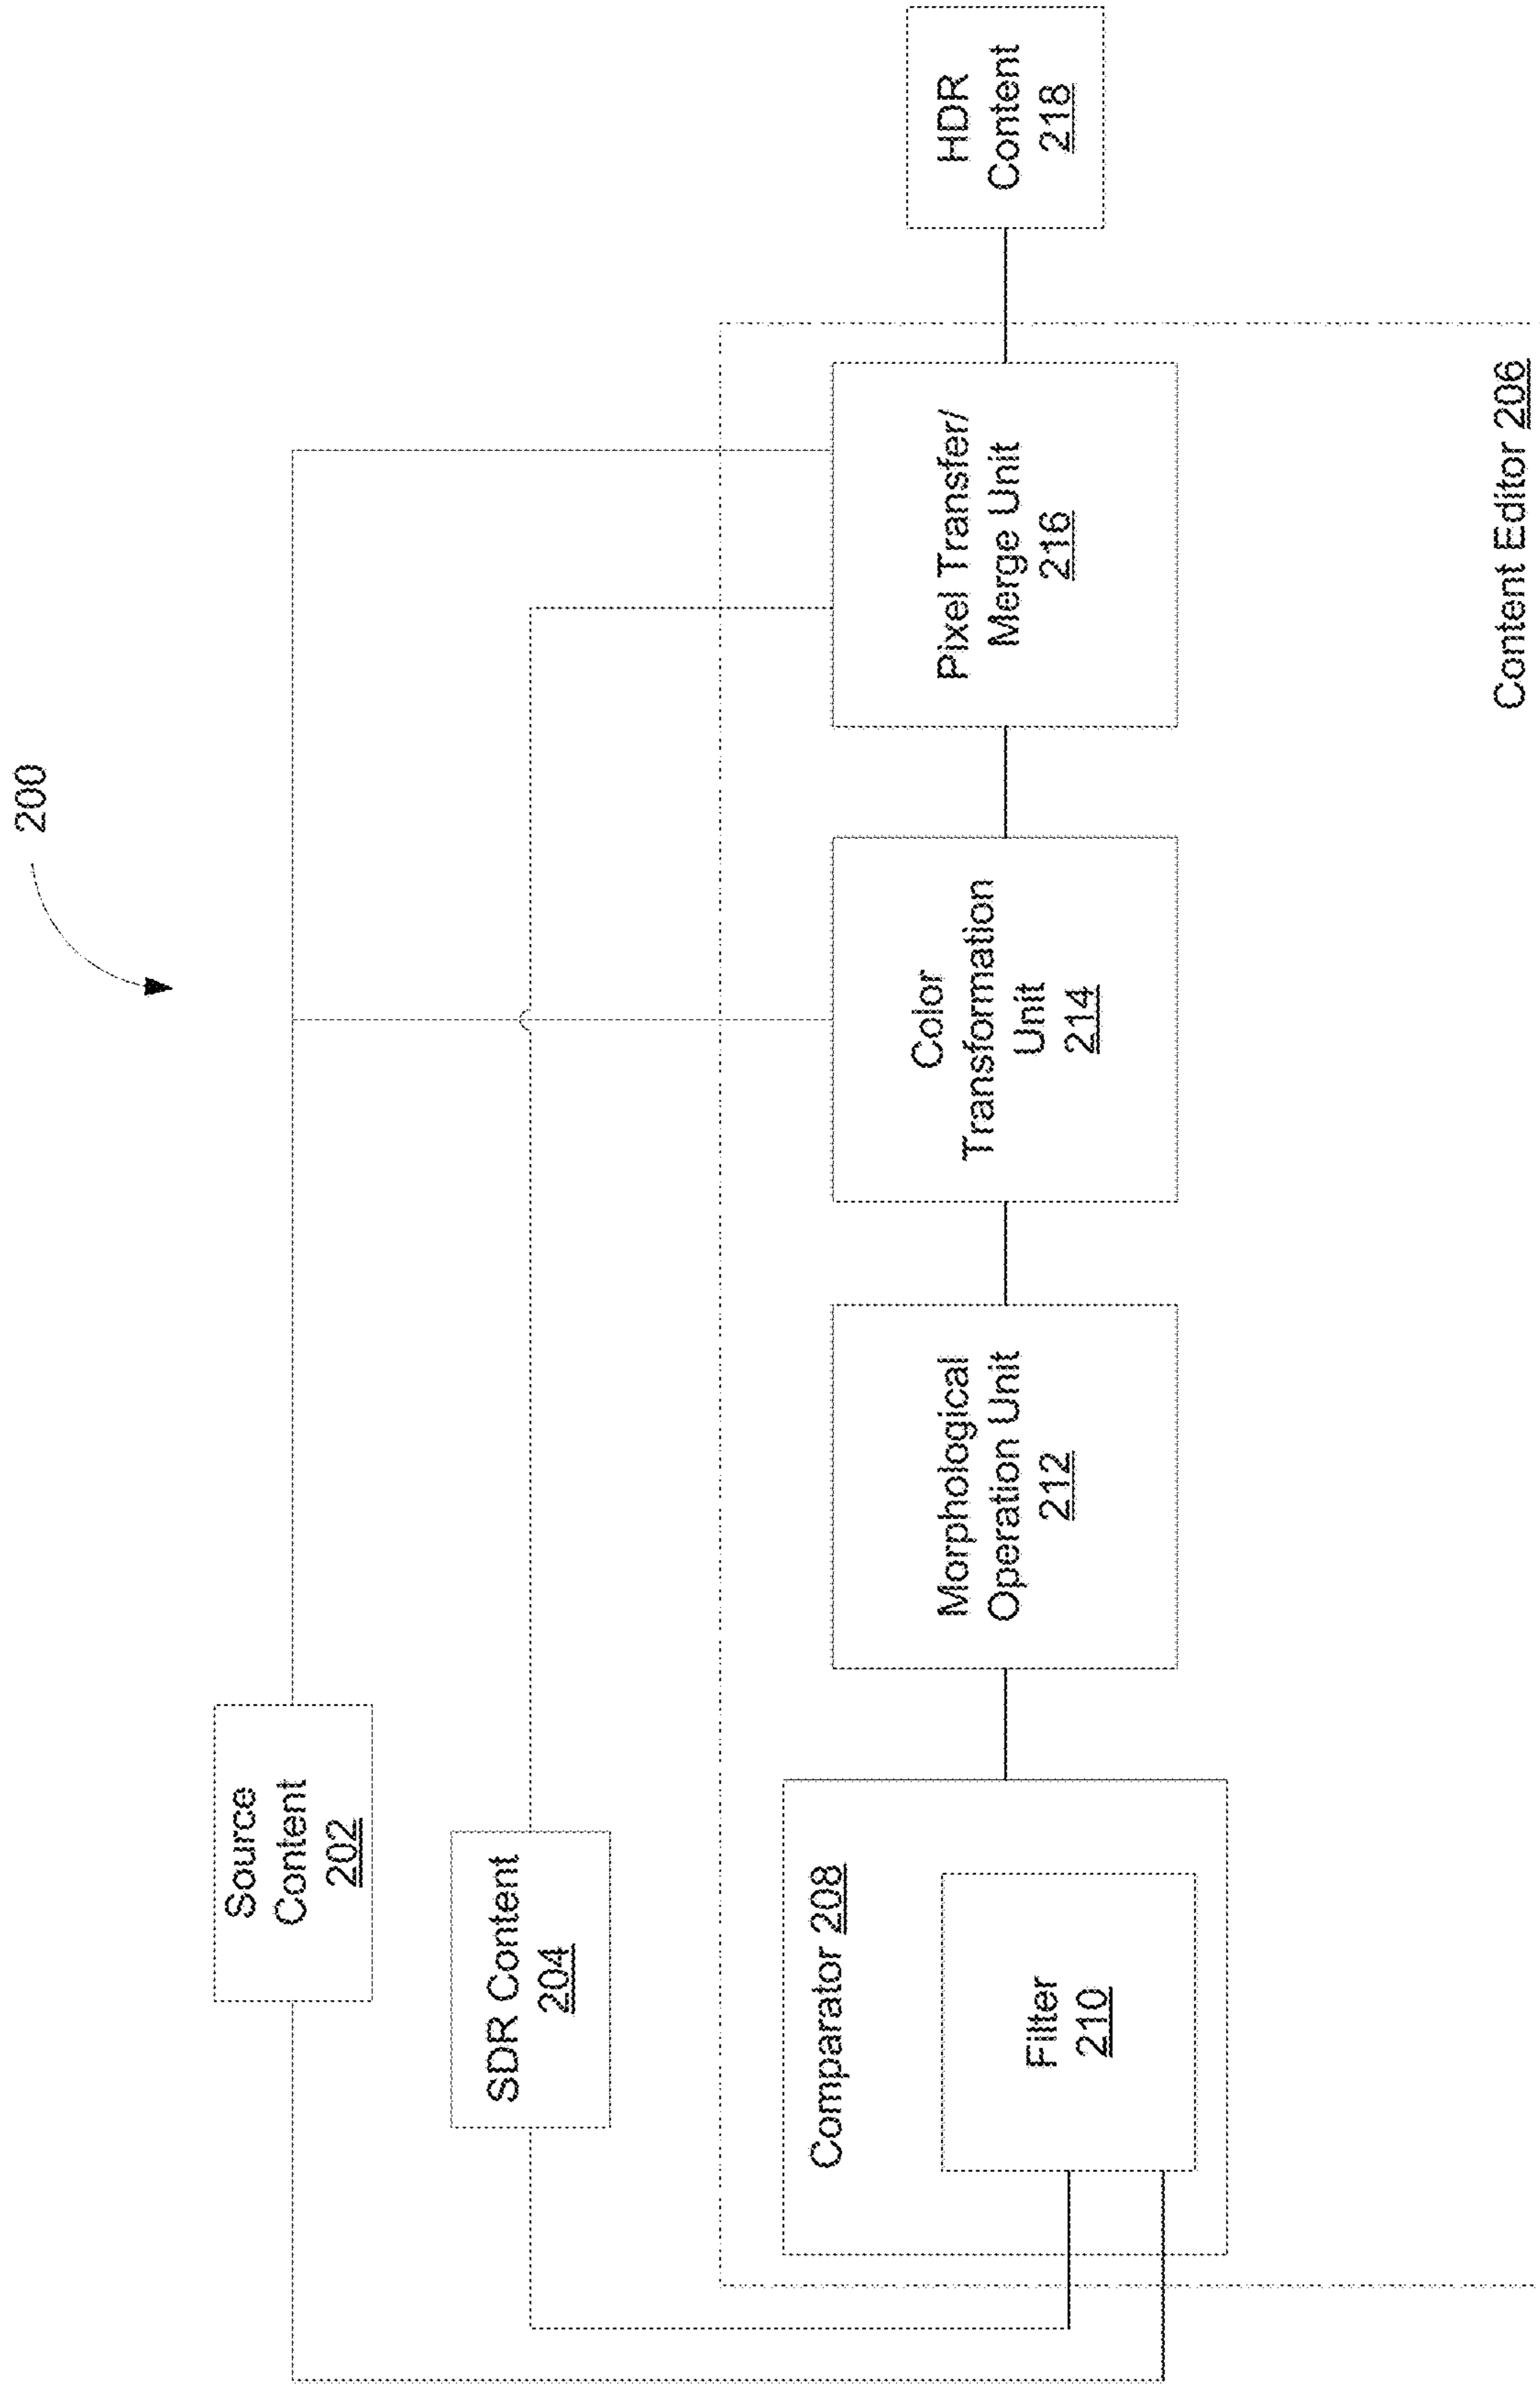 200
Source
Content
202
SDR Content
204
Comparator 208
Filter
210
Morphological
Operation Unit
212
Color
Transformation
Unit
214
Pixel Transfer/
Merge Unit
216
HDR
Content
218
Content Editor 206